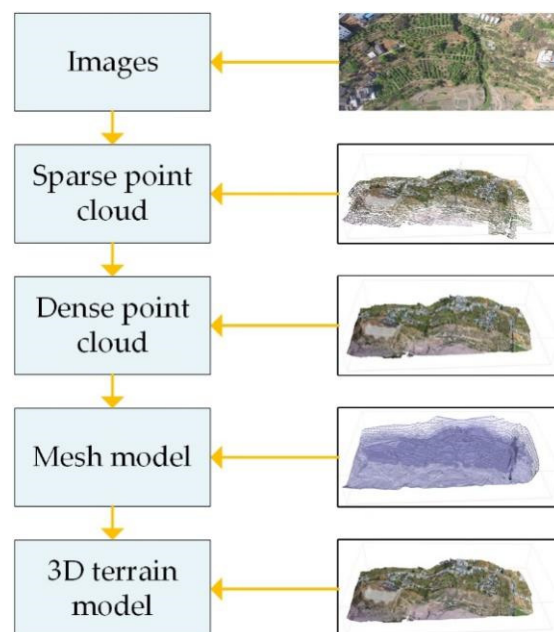 Images
Sparse point
cloud
Dense point
cloud
Mesh model
3D terrain
model